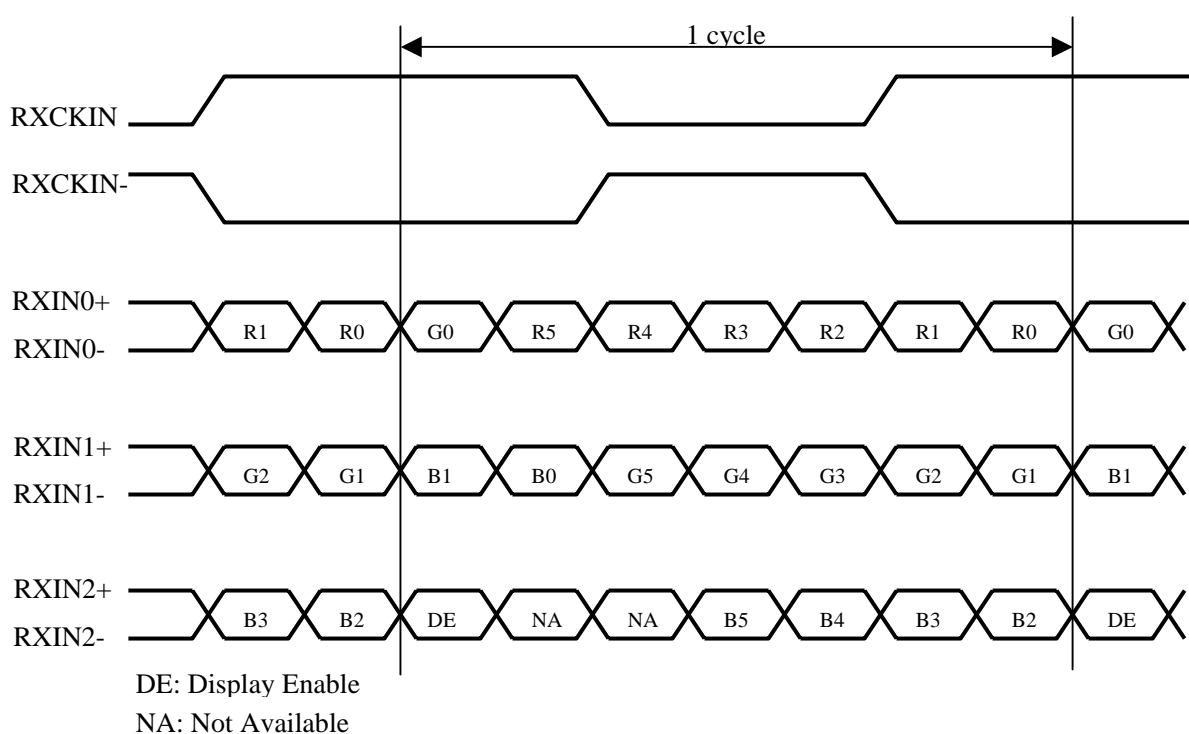 1 cycle
RXCKIN
RXCKIN-
RXIN0+
R1 R0 G0 R5 R4 R3 R2 R1 R0 G0
RXIN0-
RXIN1+
G2 G1 B1 B0 G5 G4 G3 G2 G1 B1
RXIN1-
RXIN2+
B3 B2 DE NA NA B5 B4 B3 B2 DE
RXIN2-
DE: Display Enable
NA: Not Available